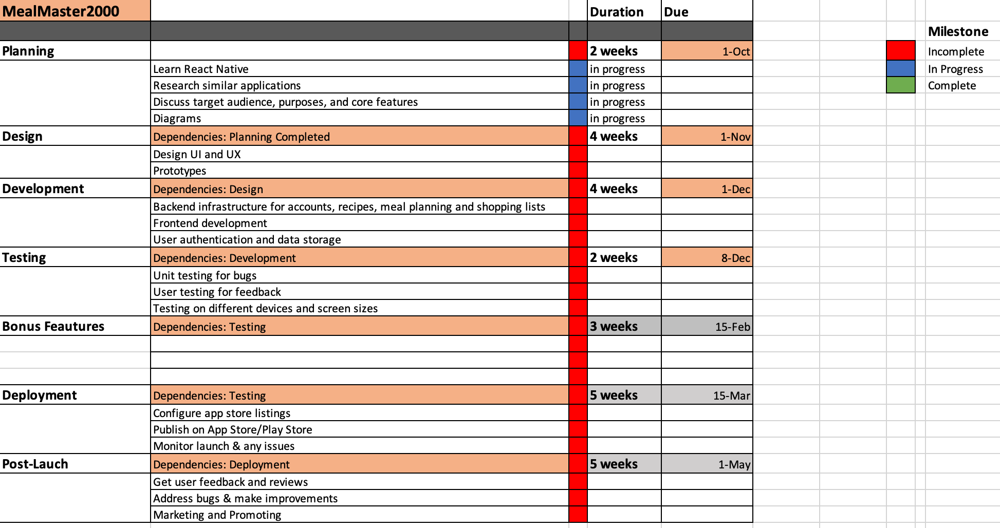 MealMaster2000 Duration Due
Milestone
Planning 2 weeks 1-Oct Incomplete
Learn React Native in progress In Progress
Research similar applications in progress Complete
Discuss target audience, purposes, and core features in progress
Diagrams in progress
Design Dependencies: Planning Completed 4 weeks 1-Nov
Design UI and UX
Prototypes
Development Dependencies: Design 4 weeks 1-Dec
Backend infrastructure for accounts, recipes, meal planning and shopping lists
Frontend development
User authentication and data storage
Testing Dependencies: Development 2 weeks 8-Dec
Unit testing for bugs
User testing for feedback
Testing on different devices and screen sizes
Bonus Feautures Dependencies: Testing 3 weeks 15-Feb
Deployment Dependencies: Testing 5 weeks 15-Mar
Configure app store listings
Publish on App Store/Play Store
Monitor launch & any issues
Post-Lauch Dependencies: Deployment 5 weeks 1-May
Get user feedback and reviews
Address bugs & make improvements
Marketing and Promoting